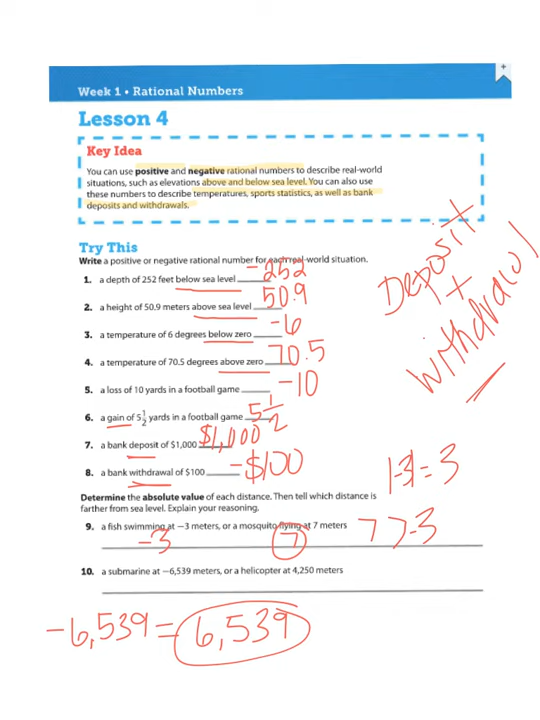 Week 1 • Rational Numbers
Lesson 4
Key Idea
You can use positive and negative rational numbers to describe real-world
situations, such as elevations above and below sea level. You can also use
these numbers to describe temperatures, sports statistics, as well as bank
deposits and withdrawals.
Try This
Write a positive or negative rational number for each real-world situation.
1. a depth of 252 feet below sea level -252
2. a height of 50.9 meters above sea level 50.9
3. a temperature of 6 degrees below zero -6
4. a temperature of 70.5 degrees above zero 70.5
5. a loss of 10 yards in a football game -10
6. a gain of 5 1/2 yards in a football game 5 1/2
7. a bank deposit of $1,000 $1,000
8. a bank withdrawal of $100 -$100
Deposit
+
withdrawal
-
Determine the absolute value of each distance. Then tell which distance is
farther from sea level. Explain your reasoning.
|-3| = 3
9. a fish swimming at −3 meters, or a mosquito flying at 7 meters
-3 7 7 > -3
10. a submarine at −6,539 meters, or a helicopter at 4,250 meters
-6,539 = 6,539